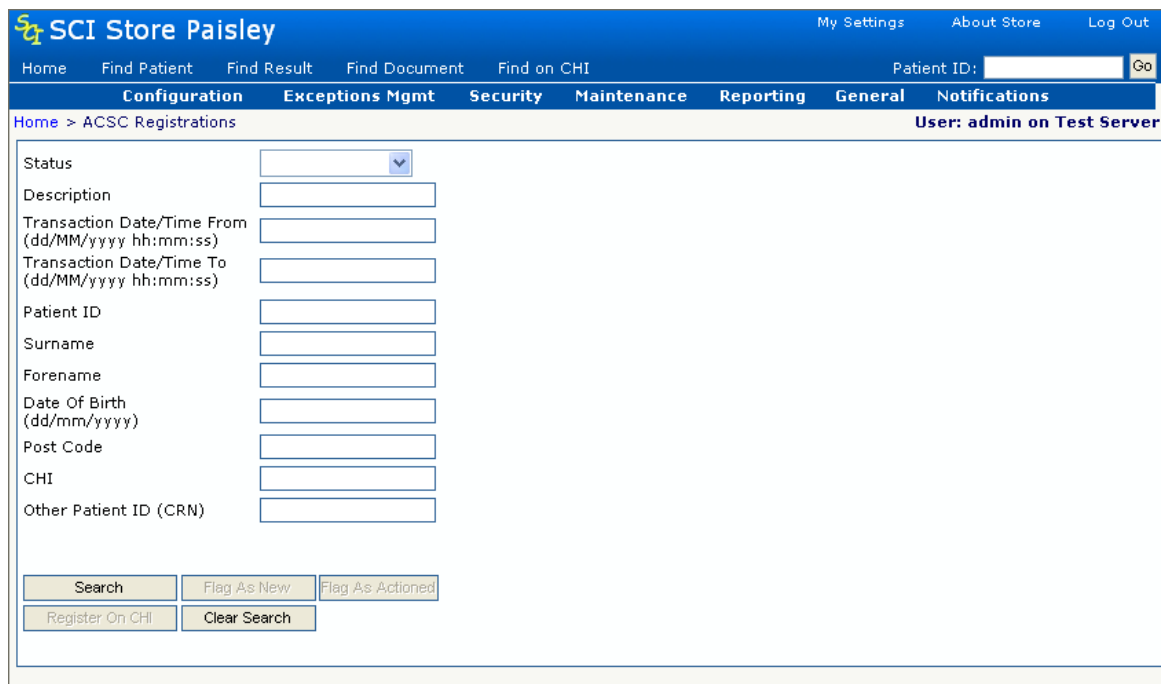 SCI SCI Store Paisley My Settings About Store Log Out
Home Find Patient Find Result Find Document Find on CHI Patient ID: Go
Configuration Exceptions Mgmt Security Maintenance Reporting General Notifications
Home > ACSC Registrations User: admin on Test Server
Status
Description
Transaction Date/Time From
(dd/MM/yyyy hh:mm:ss)
Transaction Date/Time To
(dd/MM/yyyy hh:mm:ss)
Patient ID
Surname
Forename
Date Of Birth
(dd/mm/yyyy)
Post Code
CHI
Other Patient ID (CRN)
Search Flag As New Flag As Actioned
Register On CHI Clear Search